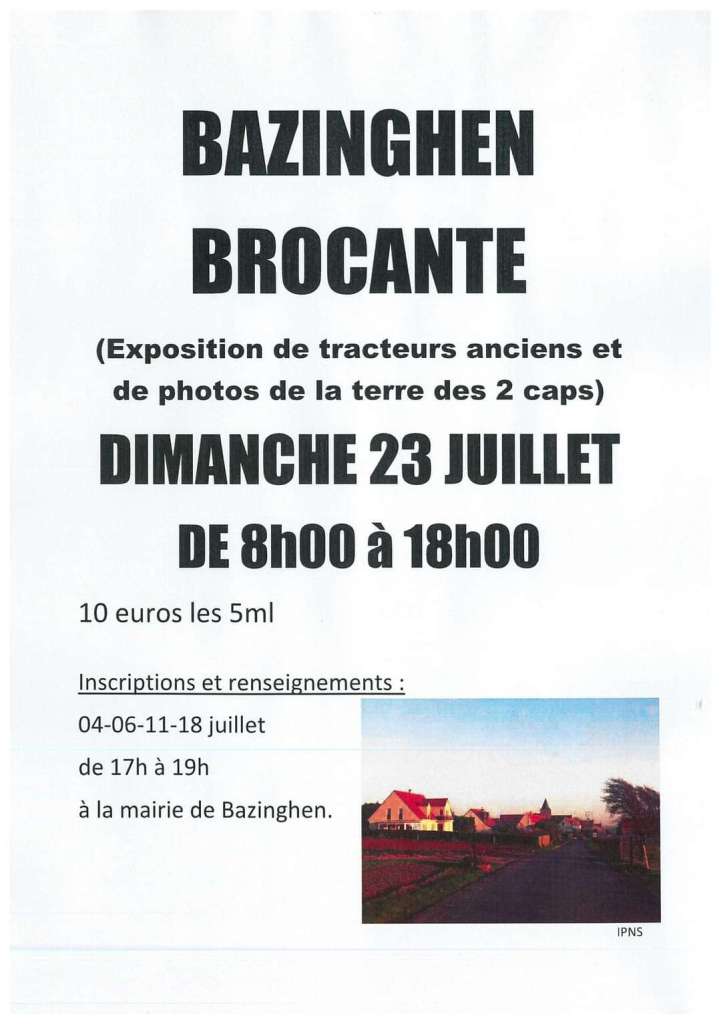 BAZINGHEN
BROCANTE
(Exposition de tracteurs anciens et
de photos de la terre des 2 caps)
DIMANCHE 23 JUILLET
DE 8h00 à 18h00
10 euros les 5ml
Inscriptions et renseignements :
04-06-11-18 juillet
de 17h à 19h
à la mairie de Bazinghen.
IPNS